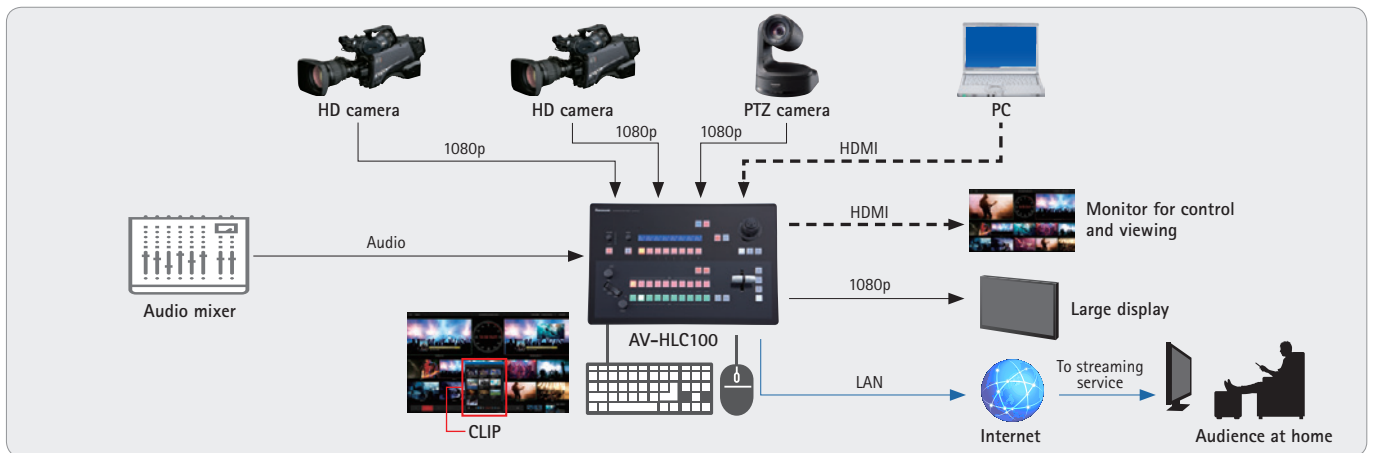 HD camera
HD camera
PTZ camera
PC
1080p
1080p
1080p
HDMI
HDMI
Monitor for control
and viewing
Audio
1080p
Large display
Audio mixer
AV-HLC100
LAN
To streaming
service
CLIP
Internet
Audience at home